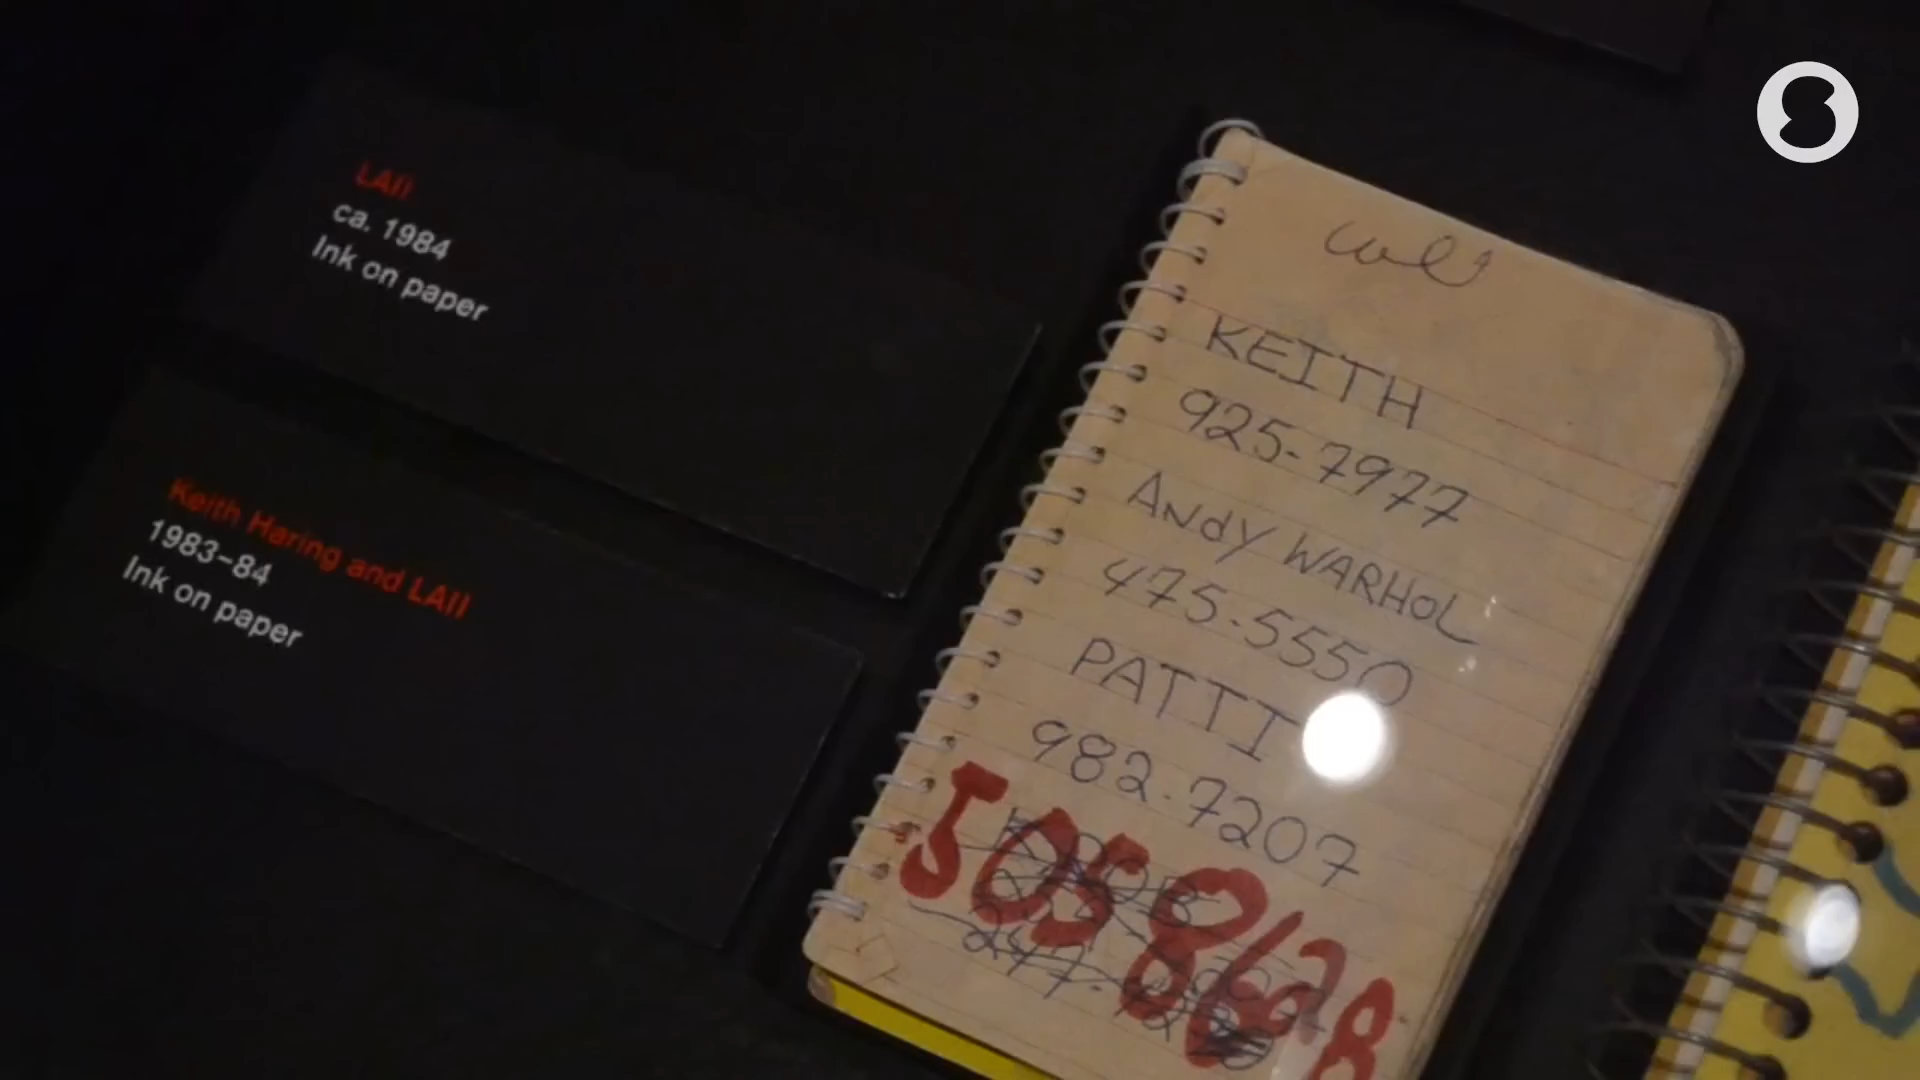 LAII
ca. 1984
Ink on paper
Keith Haring and LAII
1983–84
Ink on paper
KEITH
925-7977
ANdY WARHOL
475.5550
PATTI
982.7207